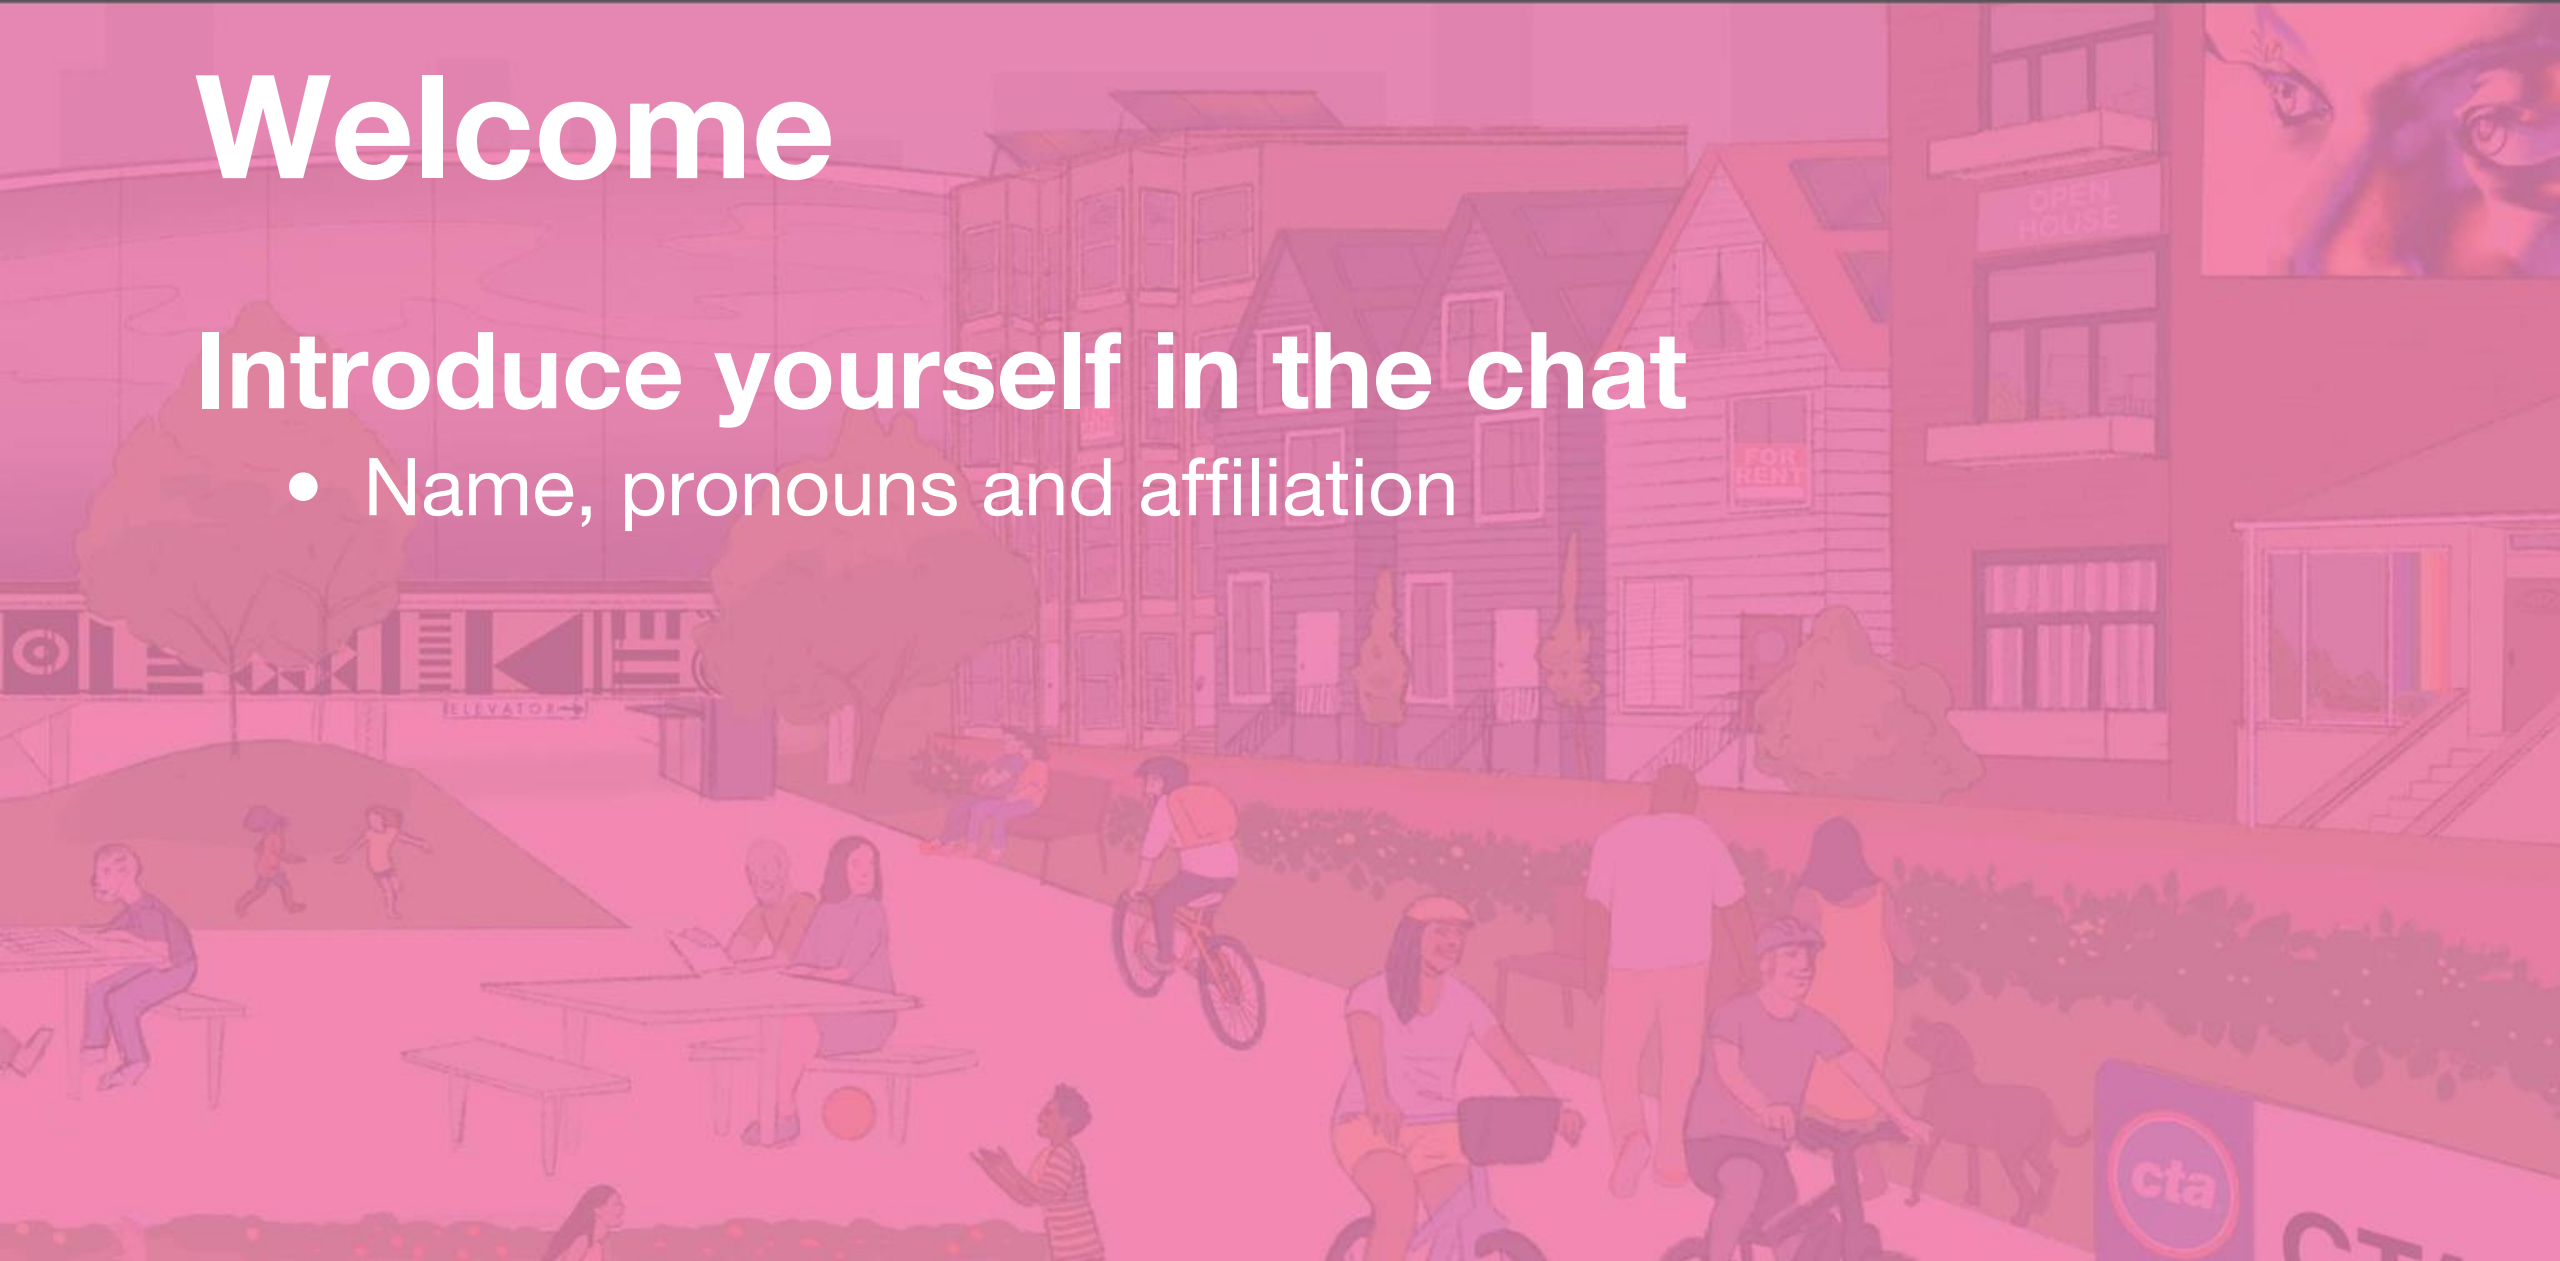 Welcome
OPEN
HOUSE
Introduce yourself in the chat
FOR
RENT
• Name, pronouns and affiliation
ELEVATOR→
cta